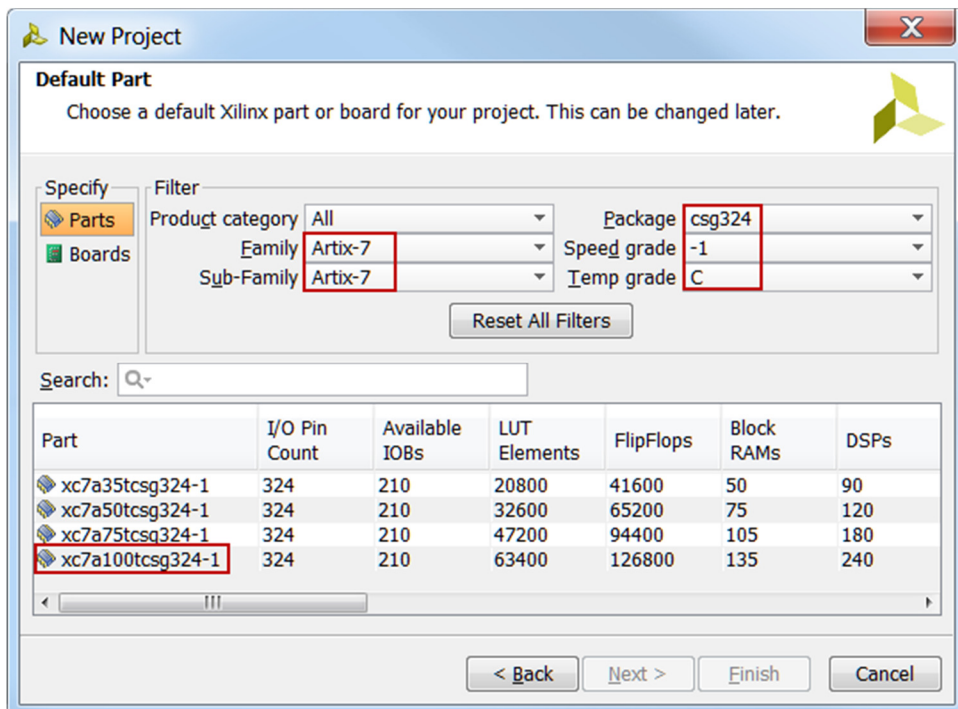 New Project
Default Part
Choose a default Xilinx part or board for your project. This can be changed later.
Specify
Filter
Parts
Boards
Product category All
Package csg324
Family Artix-7
Speed grade -1
Sub-Family Artix-7
Temp grade C
Reset All Filters
Search:
Part I/O Pin Count Available IOBs LUT Elements FlipFlops Block RAMs DSPs
xc7a35tcsg324-1 324 210 20800 41600 50 90
xc7a50tcsg324-1 324 210 32600 65200 75 120
xc7a75tcsg324-1 324 210 47200 94400 105 180
xc7a100tcsg324-1 324 210 63400 126800 135 240
< Back Next > Finish Cancel